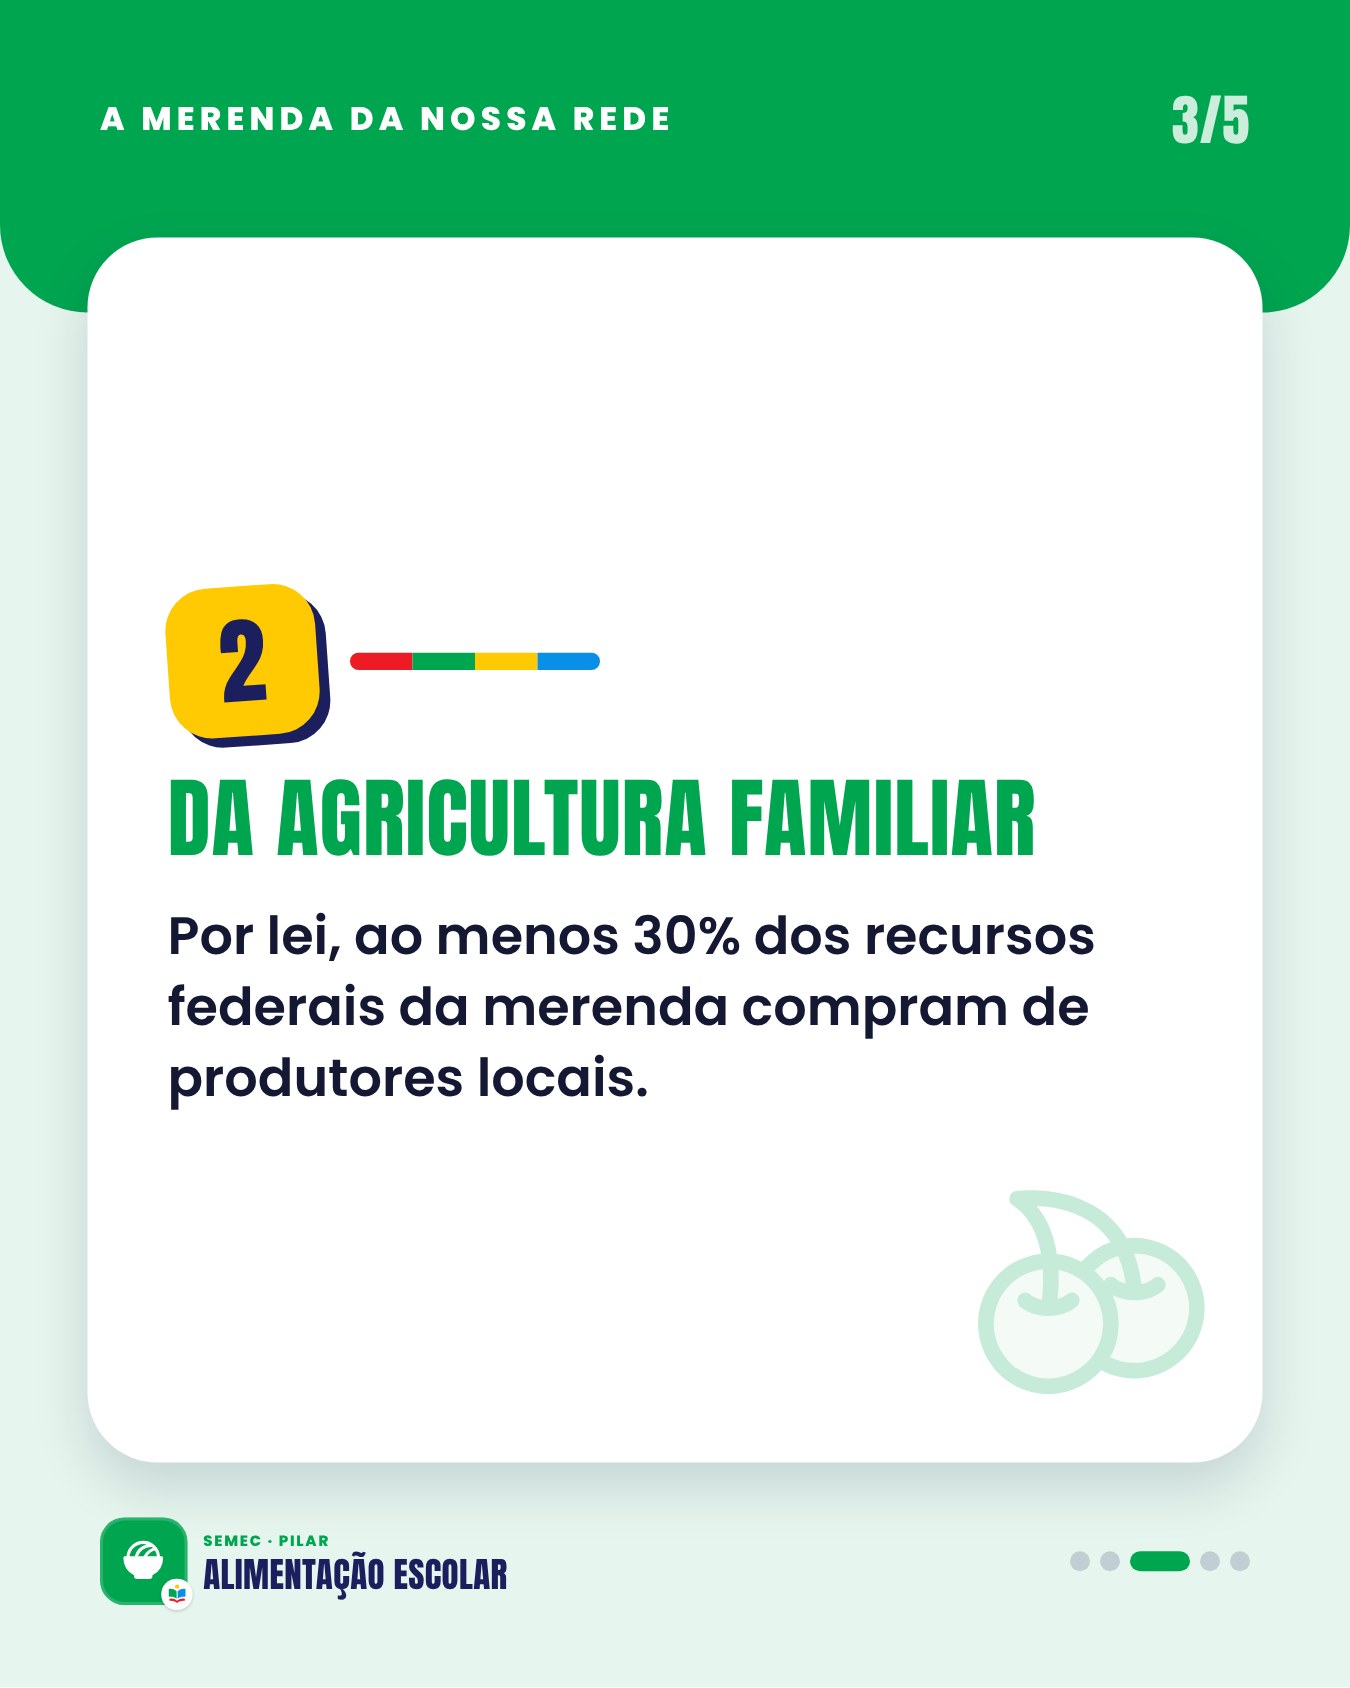 A MERENDA DA NOSSA REDE
3/5
2
DA AGRICULTURA FAMILIAR
Por lei, ao menos 30% dos recursos
federais da merenda compram de
produtores locais.
SEMEC · PILAR
ALIMENTAÇÃO ESCOLAR